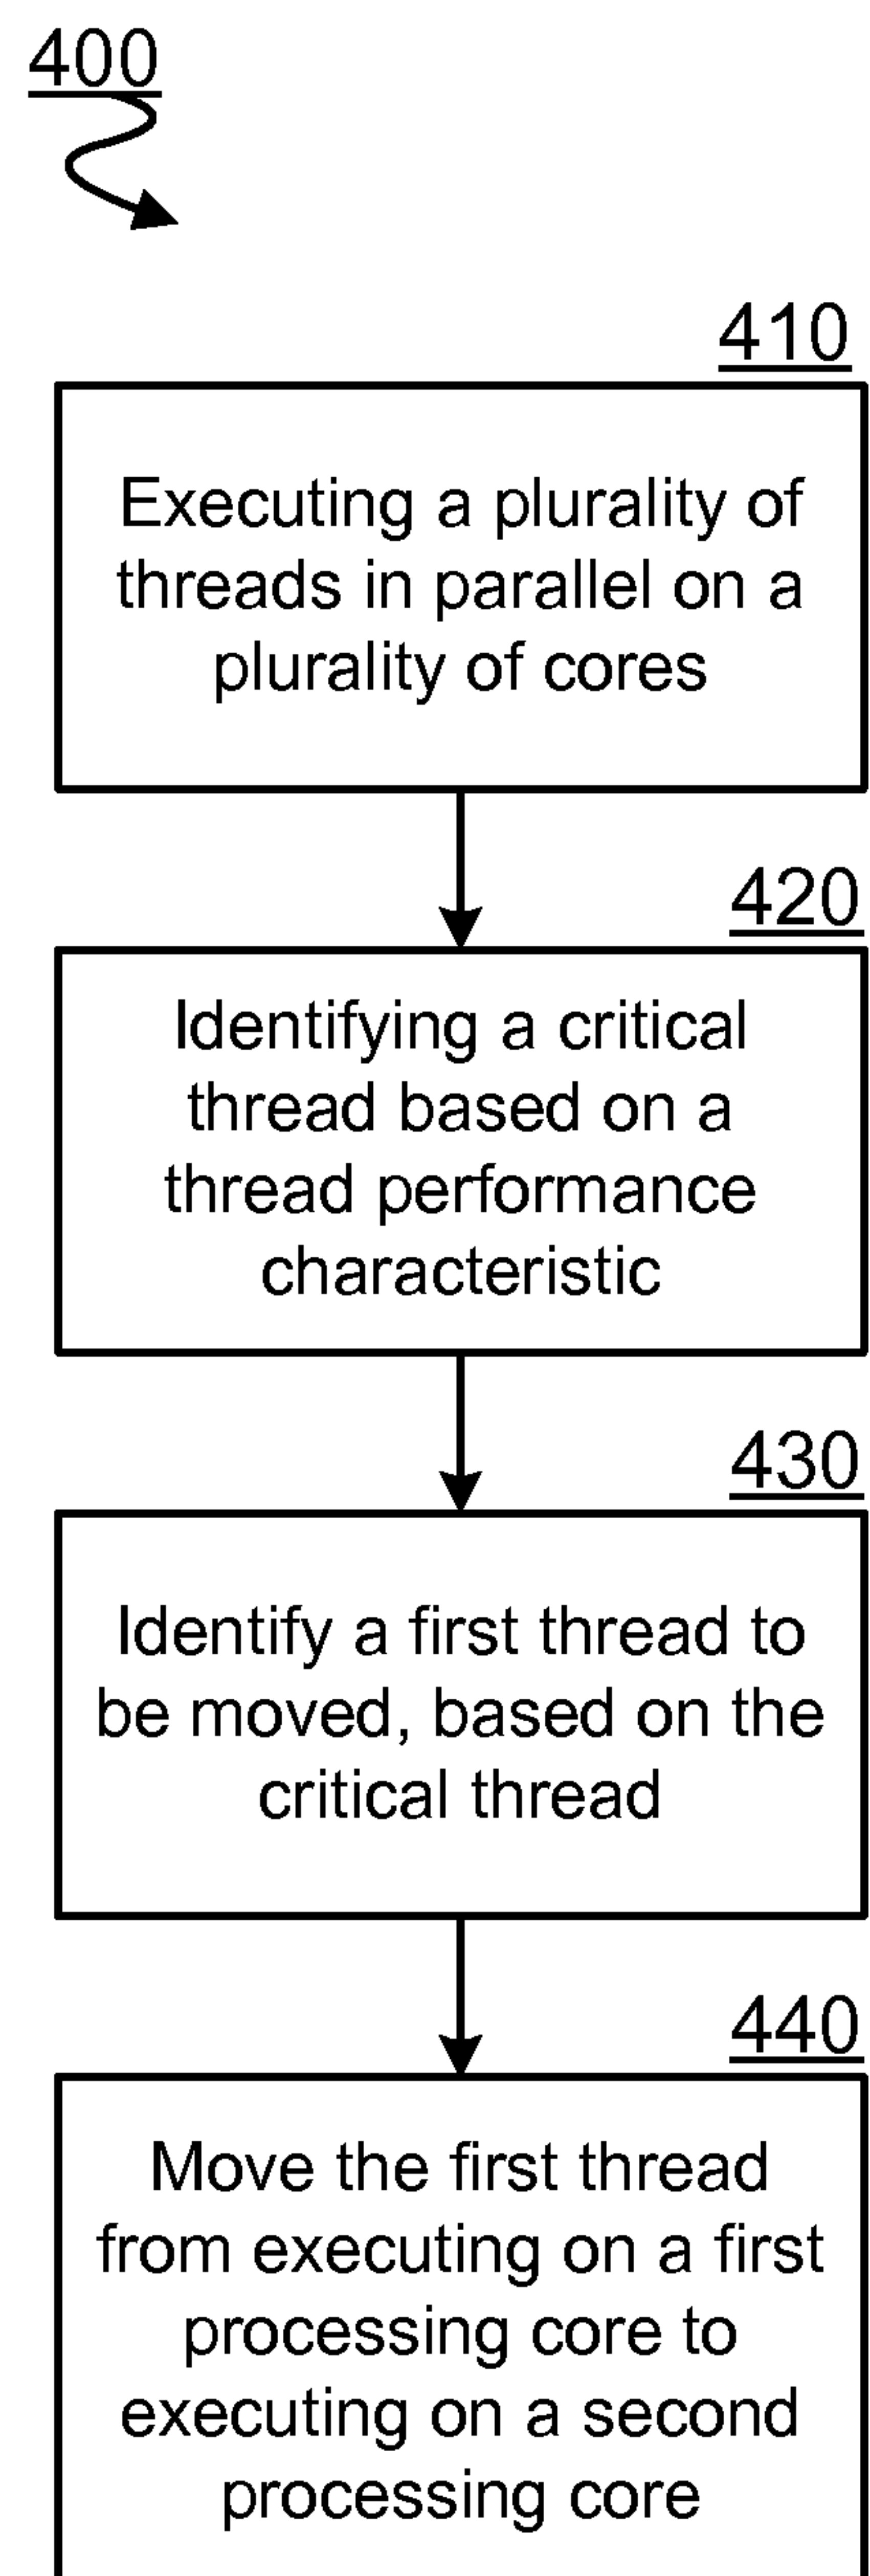 400
410
Executing a plurality of
threads in parallel on a
plurality of cores
420
Identifying a critical
thread based on a
thread performance
characteristic
430
Identify a first thread to
be moved, based on the
critical thread
440
Move the first thread
from executing on a first
processing core to
executing on a second
processing core